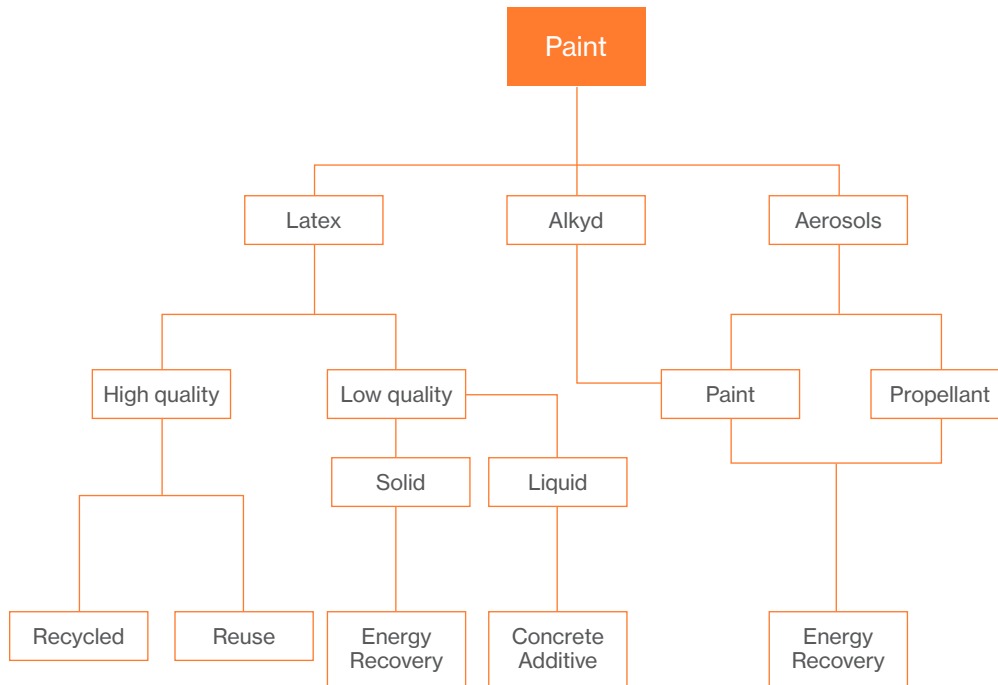 Paint
Latex
Alkyd
Aerosols
High quality
Low quality
Paint
Propellant
Solid
Liquid
Recycled
Reuse
Energy
Recovery
Concrete
Additive
Energy
Recovery